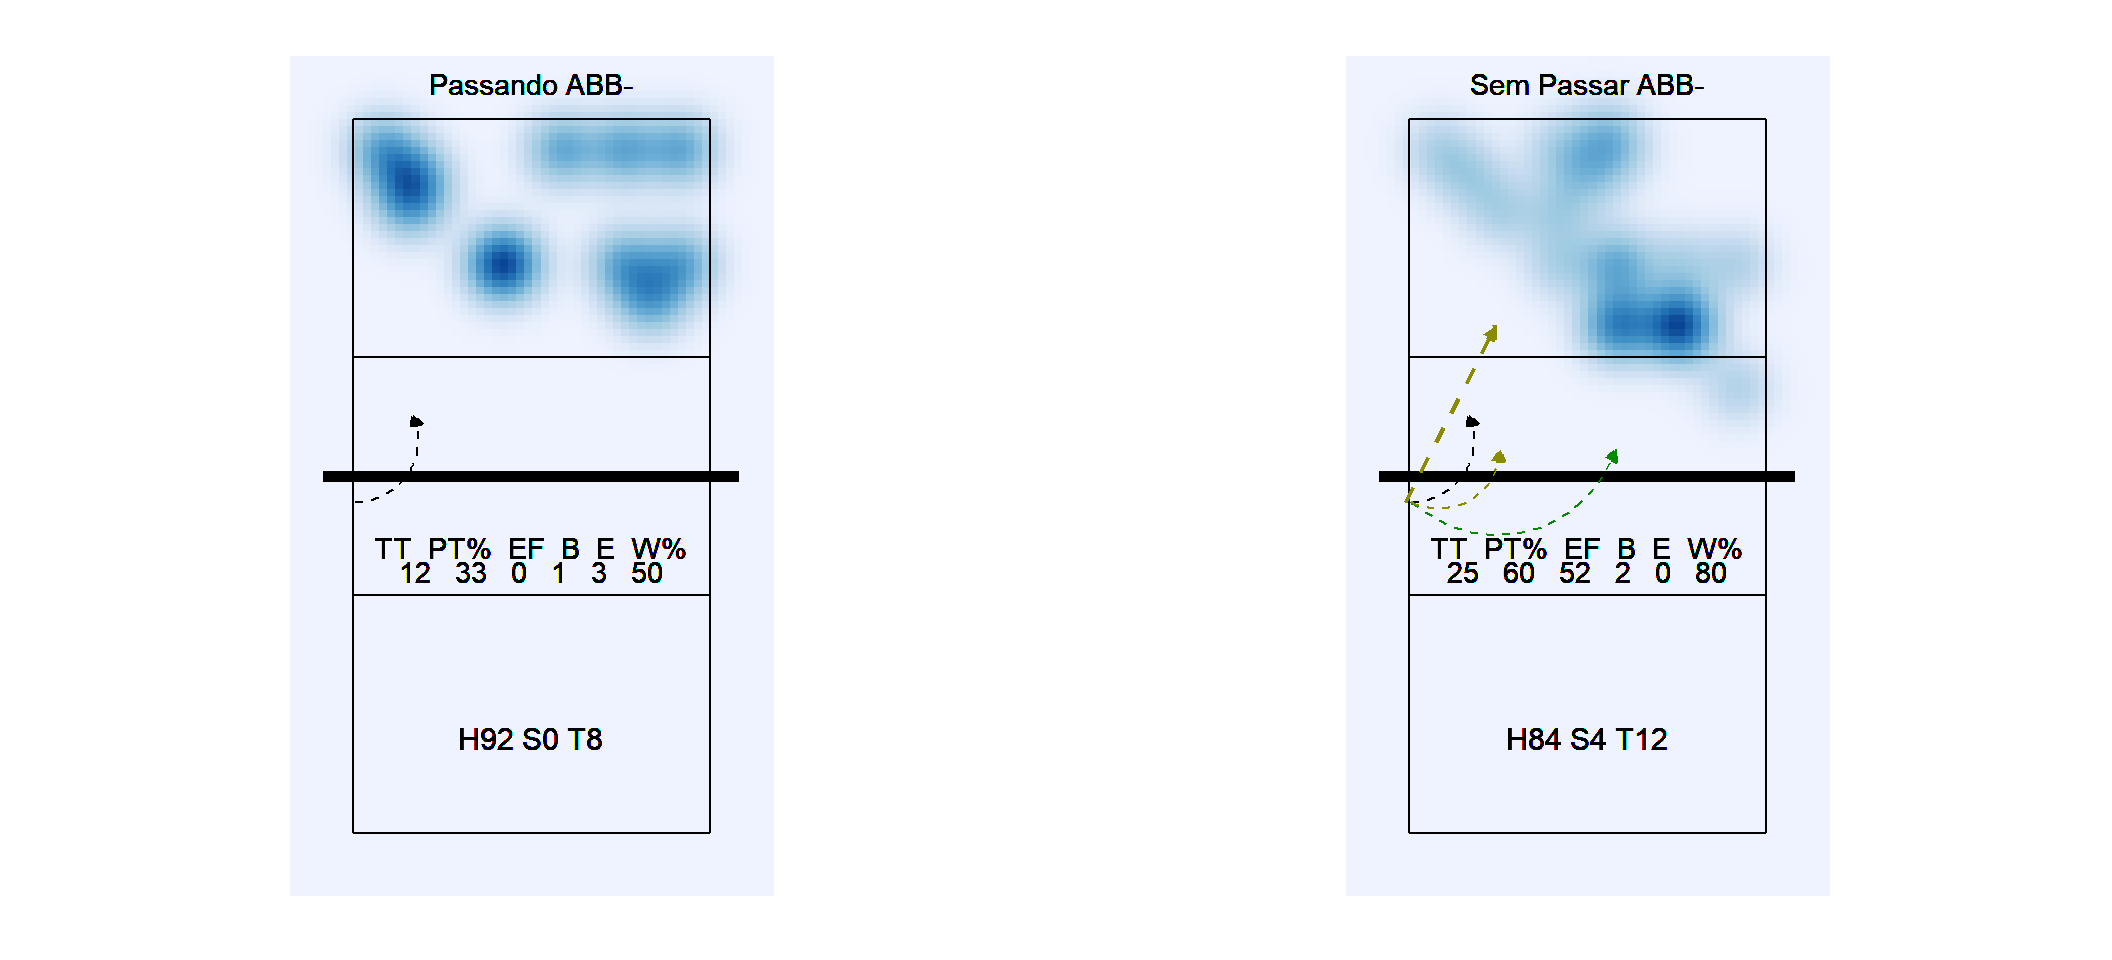 Passando ABB-
TT PT% EF B E W%
12 33 0 1 3 50
H92 S0 T8
Sem Passar ABB-
TT PT% EF B E W%
25 60 52 2 0 80
H84 S4 T12